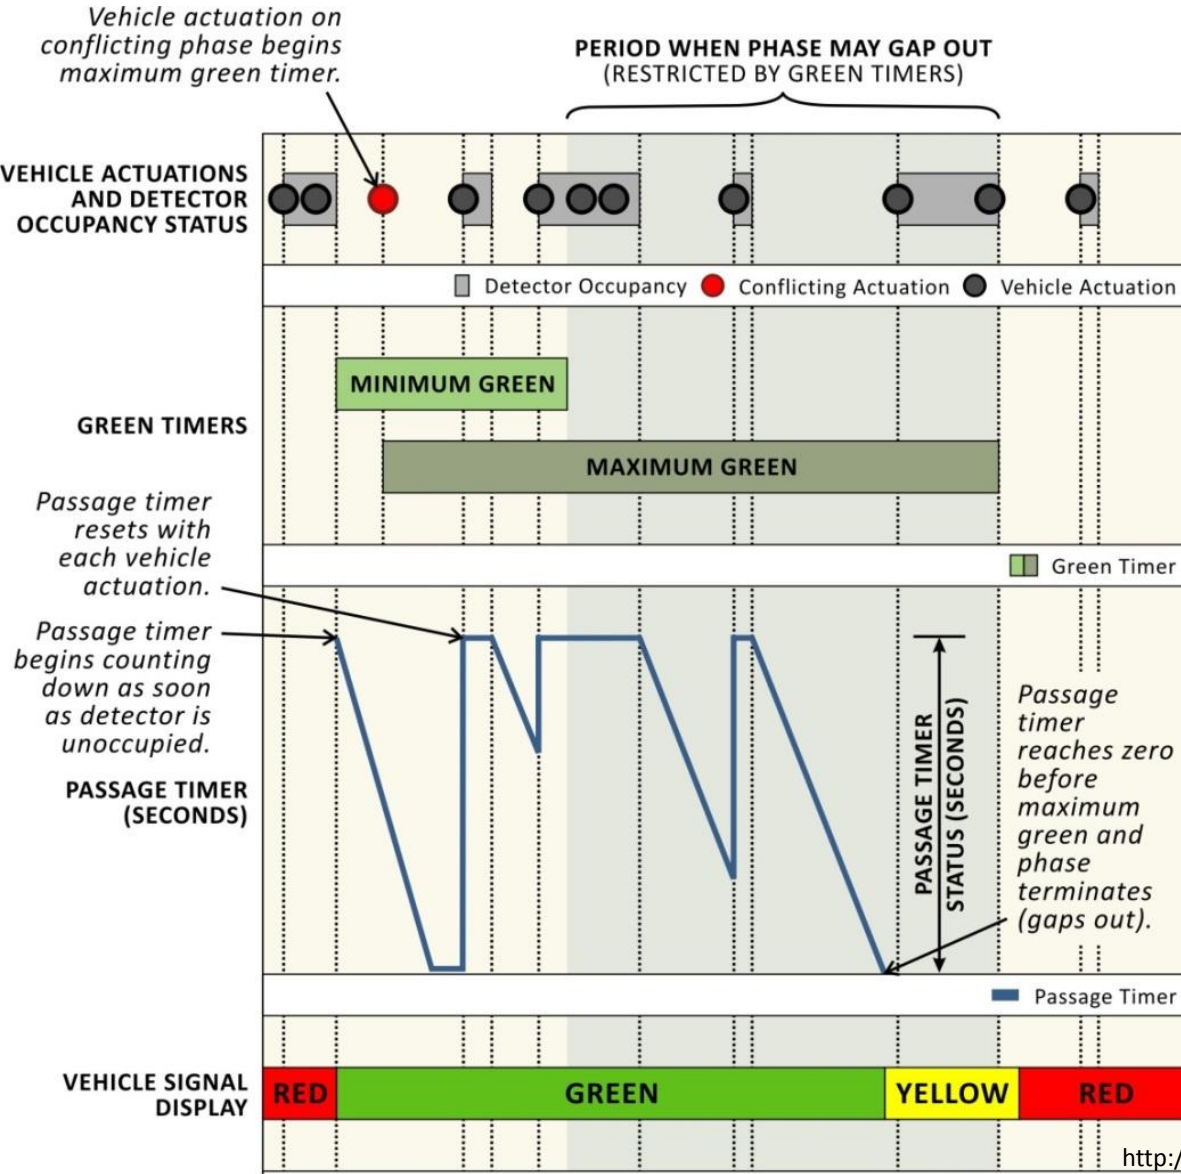 Vehicle actuation on
conflicting phase begins
maximum green timer.
PERIOD WHEN PHASE MAY GAP OUT
(RESTRICTED BY GREEN TIMERS)
VEHICLE ACTUATIONS
AND DETECTOR
OCCUPANCY STATUS
Detector Occupancy
Conflicting Actuation
Vehicle Actuation
MINIMUM GREEN
GREEN TIMERS
MAXIMUM GREEN
Passage timer
resets with
each vehicle
actuation.
Green Timer
Passage timer
begins counting
down as soon
as detector is
unoccupied.
PASSAGE TIMER
(SECONDS)
PASSAGE TIMER
STATUS (SECONDS)
Passage
timer
reaches zero
before
maximum
green and
phase
terminates
(gaps out).
Passage Timer
VEHICLE SIGNAL
DISPLAY
RED
GREEN
YELLOW
RED
http:/